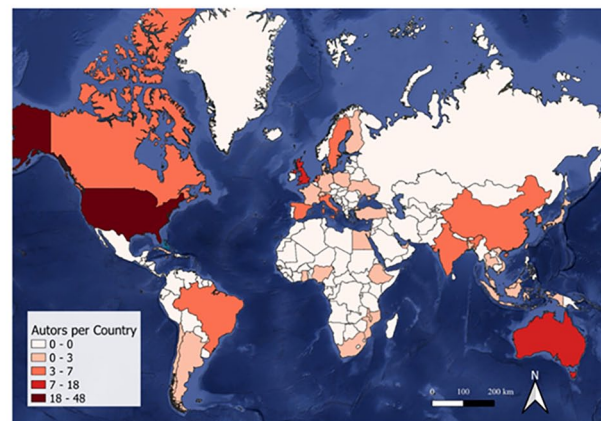 Autors per Country
0 - 0
0 - 3
3 - 7
7 - 18
18 - 48
0 100 200 km
N